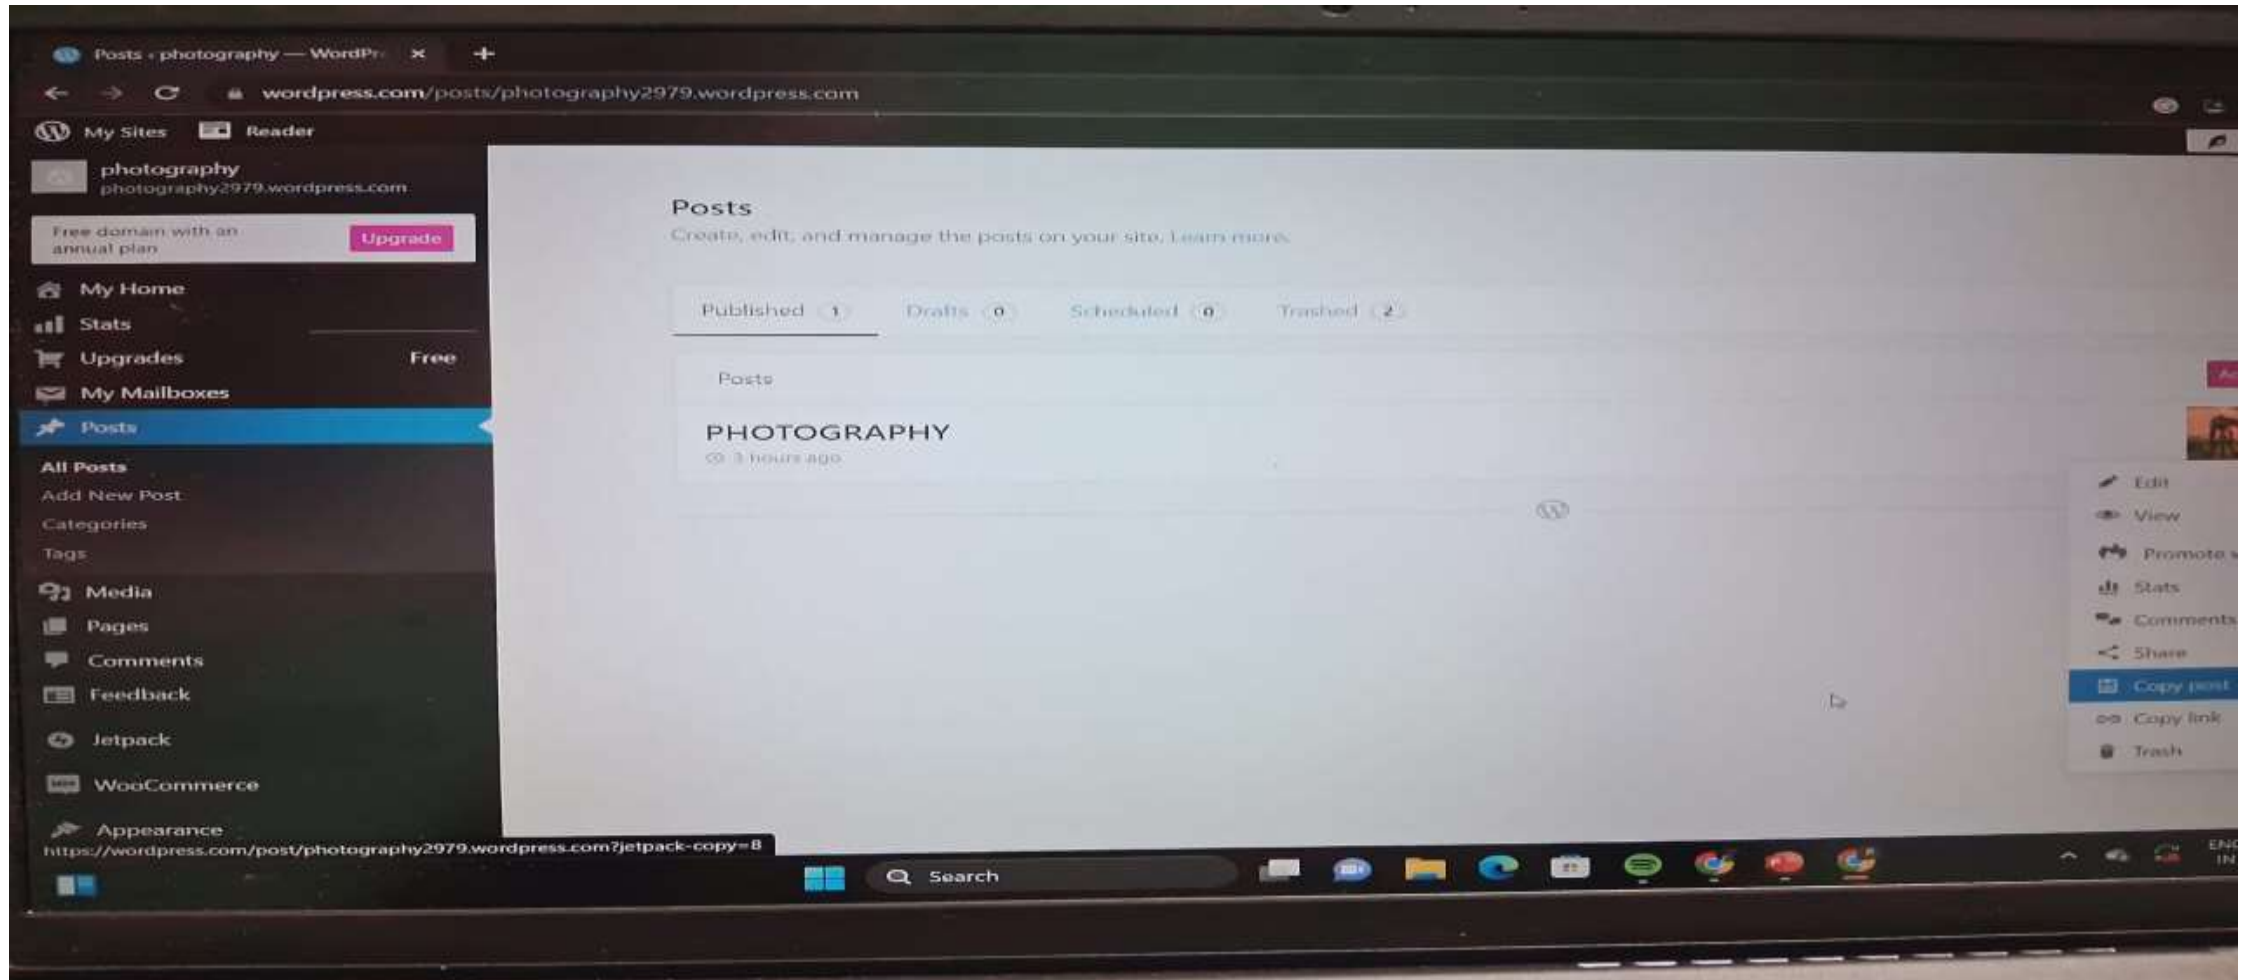 Posts ‹ photography — WordPr
wordpress.com/posts/photography2979.wordpress.com
My Sites Reader
photography
photography2979.wordpress.com
Free domain with an
annual plan
Upgrade
My Home
Stats
Upgrades Free
My Mailboxes
Posts
All Posts
Add New Post
Categories
Tags
Media
Pages
Comments
Feedback
Jetpack
WooCommerce
Appearance
https://wordpress.com/post/photography2979.wordpress.com?jetpack-copy=8
Posts
Create, edit, and manage the posts on your site. Learn more.
Published 1 Drafts 0 Scheduled 0 Trashed 2
Posts
PHOTOGRAPHY
3 hours ago
Edit
View
Promote
Stats
Comments
Share
Copy post
Copy link
Trash
Search
ENG
IN